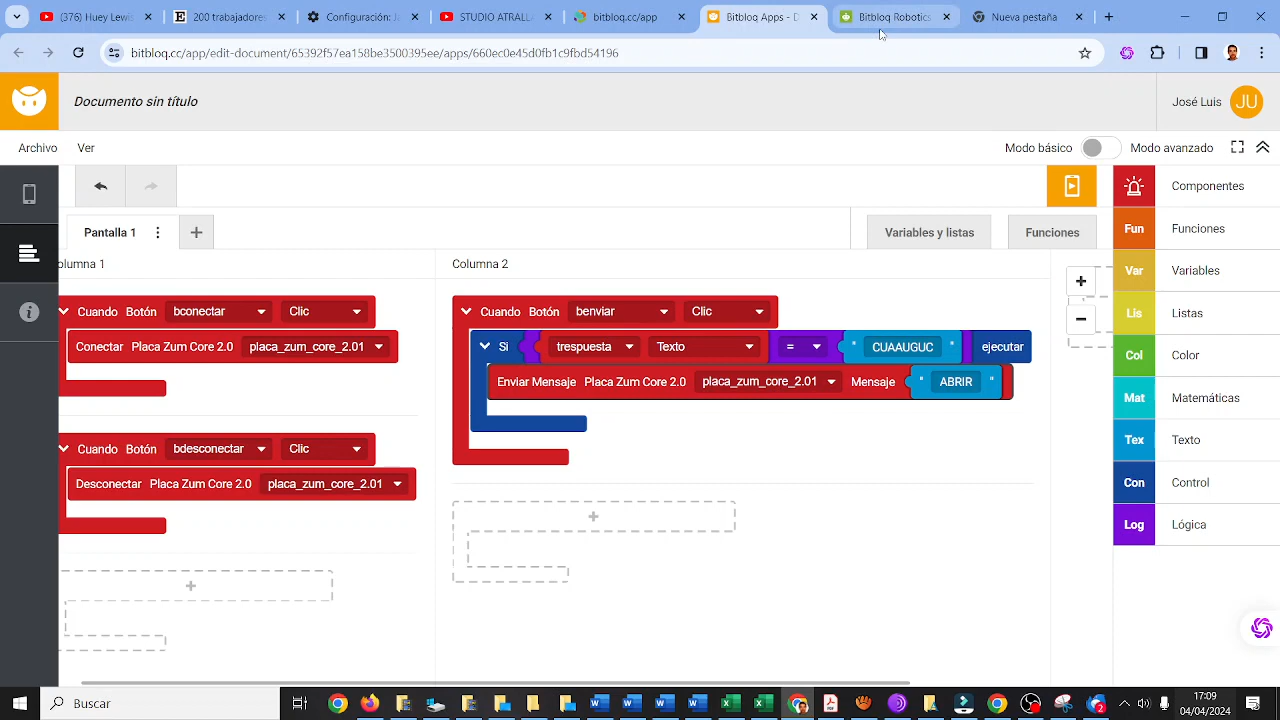 (376) Huey Lewis
200 trabajadores
Configuración: J
STUDIO ATRALL
bitbloq.cc/app
Bitbloq Apps - D
Bitbloq Robotics
Nueva pestaña
bitbloq.cc/app/edit-document/65392f57ea158be3500395ee/apps/660ec0e45d0fb1c9fbd54196
Documento sin título
José Luis
JU
Archivo
Ver
Modo básico
Modo avanzado
Pantalla 1
Variables y listas
Funciones
olumna 1
Columna 2
Cuando Botón bconectar Clic
Conectar Placa Zum Core 2.0 placa_zum_core_2.01
Cuando Botón bdesconectar Clic
Desconectar Placa Zum Core 2.0 placa_zum_core_2.01
Cuando Botón benviar Clic
Si trespuesta Texto = " CUAAUGUC " ejecutar
Enviar Mensaje Placa Zum Core 2.0 placa_zum_core_2.01 Mensaje " ABRIR "
Componentes
Fun Funciones
Var Variables
Lis Listas
Col Color
Mat Matemáticas
Tex Texto
Con Control
Log
Buscar
17:09
04/04/2024